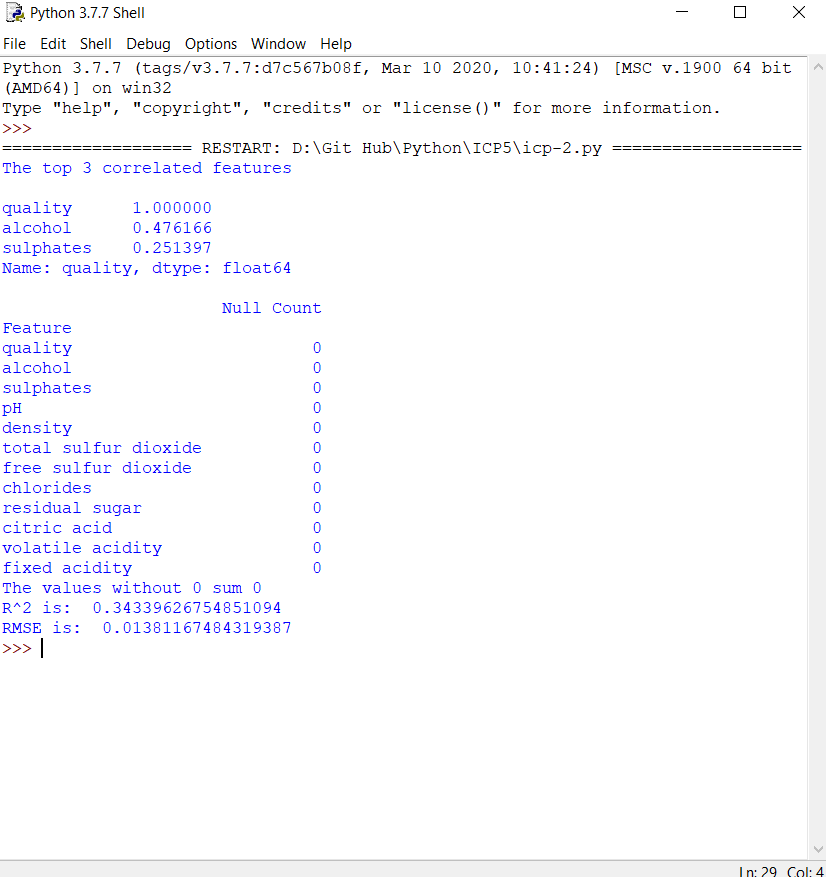 Python 3.7.7 Shell
File Edit Shell Debug Options Window Help
Python 3.7.7 (tags/v3.7.7:d7c567b08f, Mar 10 2020, 10:41:24) [MSC v.1900 64 bit
(AMD64)] on win32
Type "help", "copyright", "credits" or "license()" for more information.
>>>
=================== RESTART: D:\Git Hub\Python\ICP5\icp-2.py ===================
The top 3 correlated features

quality      1.000000
alcohol      0.476166
sulphates    0.251397
Name: quality, dtype: float64

                      Null Count
Feature
quality                        0
alcohol                        0
sulphates                      0
pH                             0
density                        0
total sulfur dioxide           0
free sulfur dioxide            0
chlorides                      0
residual sugar                 0
citric acid                    0
volatile acidity               0
fixed acidity                  0
The values without 0 sum 0
R^2 is:  0.34339626754851094
RMSE is:  0.01381167484319387
>>>
Ln: 29 Col: 4